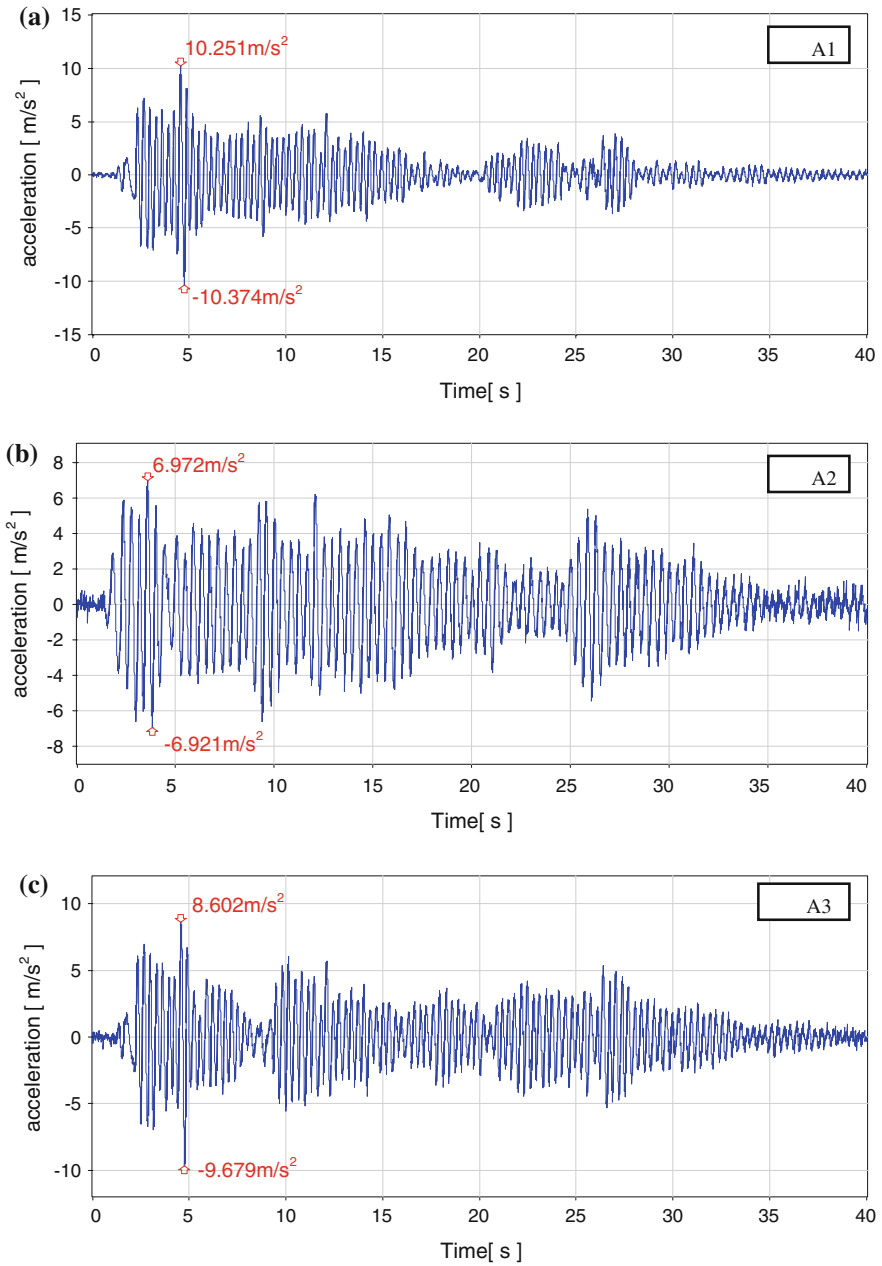 (a)
15
10.251m/s²
A1
10
5
0
-5
-10
-10.374m/s²
-15
acceleration [ m/s² ]
0 5 10 15 20 25 30 35 40
Time[ s ]
(b)
8
6.972m/s²
A2
6
4
2
0
-2
-4
-6
-6.921m/s²
-8
acceleration [ m/s² ]
0 5 10 15 20 25 30 35 40
Time[ s ]
(c)
10
8.602m/s²
A3
5
0
-5
-10
-9.679m/s²
acceleration [ m/s² ]
0 5 10 15 20 25 30 35 40
Time[ s ]